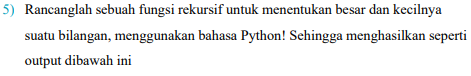 5) Rancanglah sebuah fungsi rekursif untuk menentukan besar dan kecilnya
suatu bilangan, menggunakan bahasa Python! Sehingga menghasilkan seperti
output dibawah ini